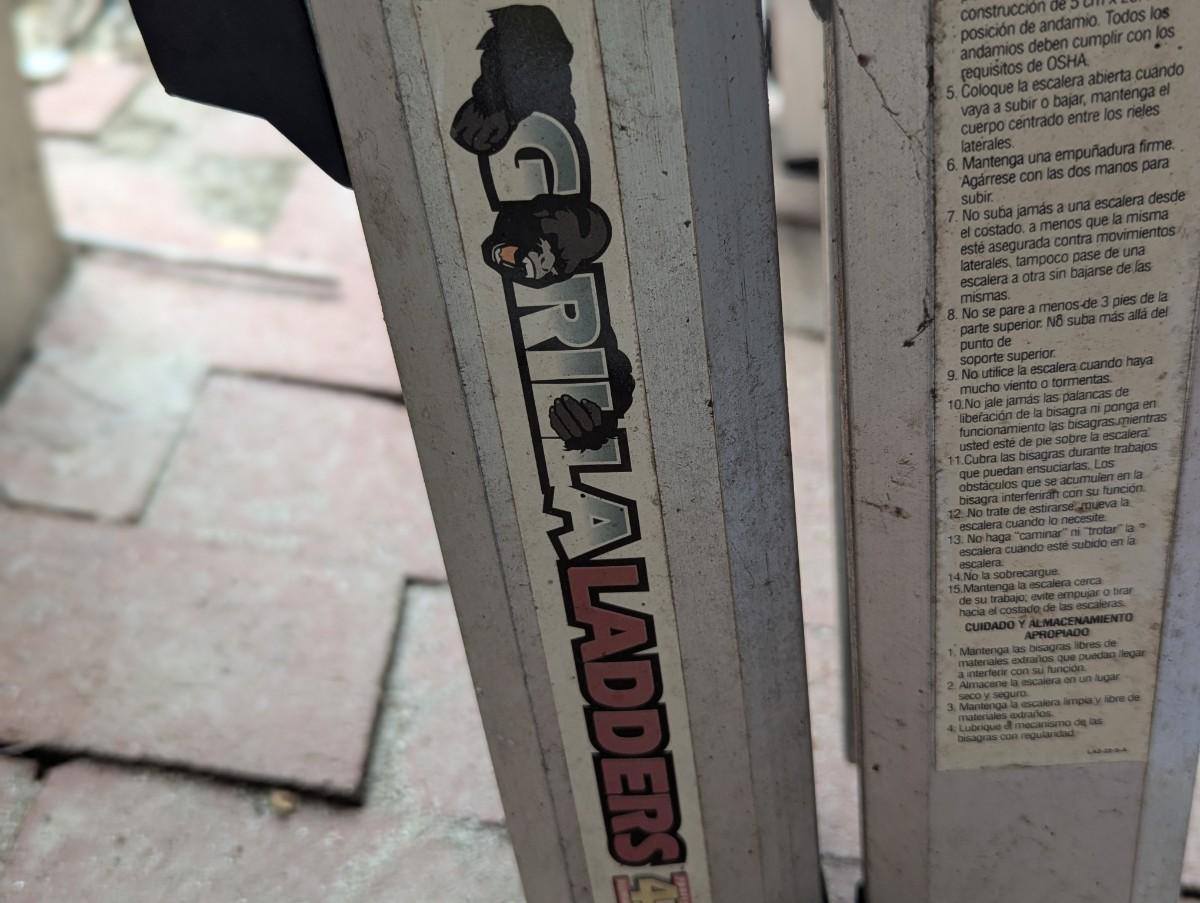 GORILLA LADDERS
4
construcción de 5 cm x
posición de andamio. Todos los
andamios deben cumplir con los
requisitos de OSHA.
5. Coloque la escalera abierta cuando
vaya a subir o bajar, mantenga el
cuerpo centrado entre los rieles
laterales.
6. Mantenga una empuñadura firme.
Agárrese con las dos manos para
subir.
7. No suba jamás a una escalera desde
el costado. a menos que la misma
esté asegurada contra movimientos
laterales, tampoco pase de una
escalera a otra sin bajarse de las
mismas.
8. No se pare a menos de 3 pies de la
parte superior. No suba más allá del
punto de
soporte superior.
9. No utilice la escalera cuando haya
mucho viento o tormentas.
10.No jale jamás las palancas de
liberación de la bisagra ni ponga en
funcionamiento las bisagras mientras
usted esté de pie sobre la escalera.
11.Cubra las bisagras durante trabajos
que puedan ensuciarlas. Los
obstáculos que se acumulen en la
bisagra interferirán con su función.
12. No trate de estirarse, mueva la
escalera cuando lo necesite.
13. No haga "caminar" ni "trotar" la
escalera cuando esté subido en la
escalera.
14.No la sobrecargue.
15.Mantenga la escalera cerca
de su trabajo; evite empujar o tirar
hacia el costado de las escaleras.
CUIDADO Y ALMACENAMIENTO
APROPIADO
1. Mantenga las bisagras libres de
materiales extraños que puedan llegar
a interferir con su función.
2. Almacene la escalera en un lugar
seco y seguro.
3. Mantenga la escalera limpia y libre de
materiales extraños.
4. Lubrique el mecanismo de las
bisagras con regularidad.